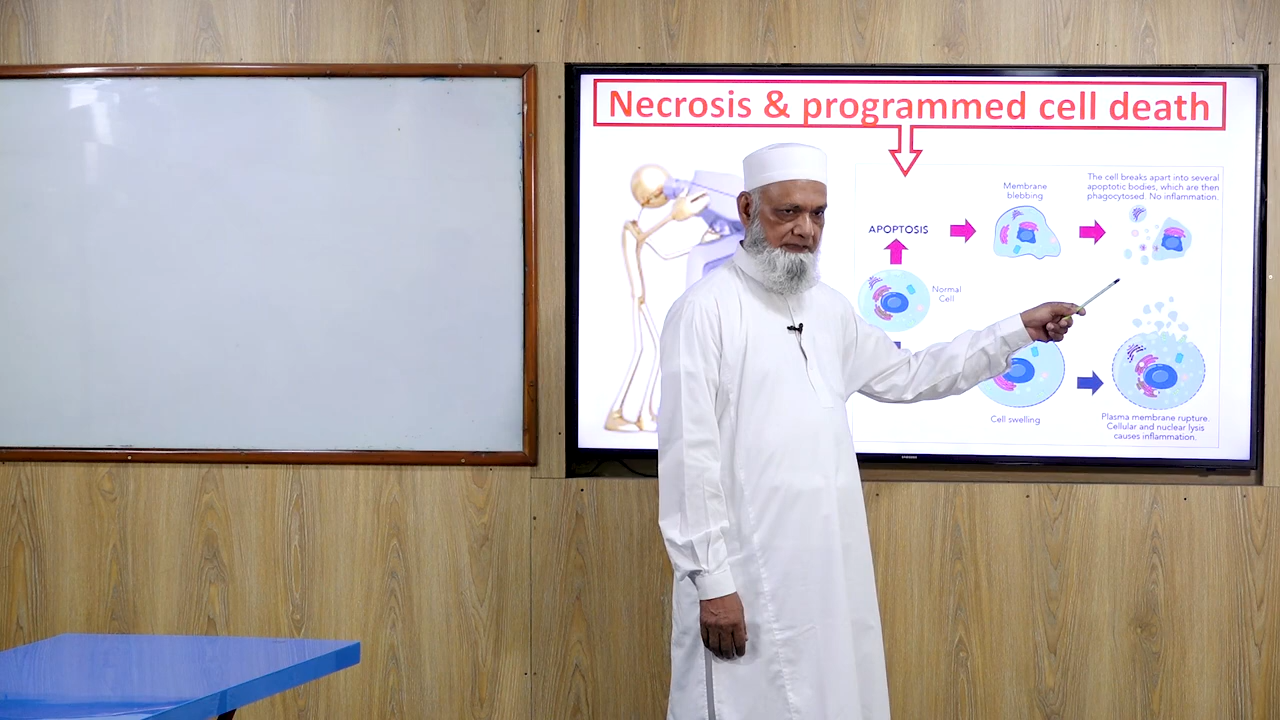 Necrosis & programmed cell death
Membrane
blebbing
The cell breaks apart into several
apoptotic bodies, which are then
phagocytosed. No inflammation.
APOPTOSIS
Normal
Cell
Cell swelling
Plasma membrane rupture.
Cellular and nuclear lysis
causes inflammation.
SAMSUNG